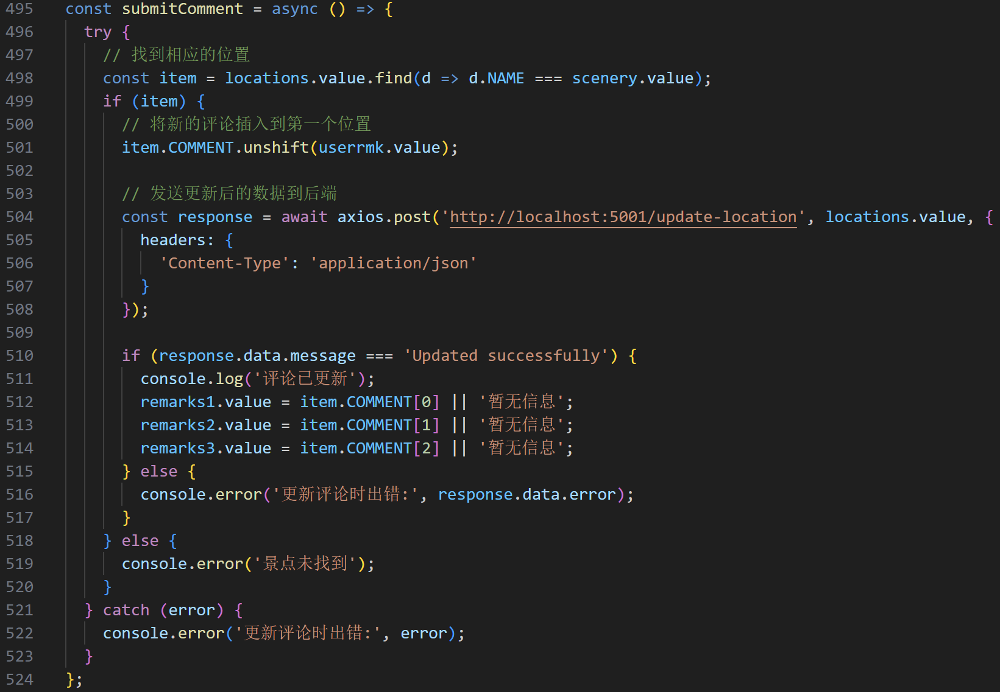 495 const submitComment = async () => {
496 try {
497 // 找到相应的位置
498 const item = locations.value.find(d => d.NAME === scenery.value);
499 if (item) {
500 // 将新的评论插入到第一个位置
501 item.COMMENT.unshift(userrmk.value);
502
503 // 发送更新后的数据到后端
504 const response = await axios.post('http://localhost:5001/update-location', locations.value, {
505 headers: {
506 'Content-Type': 'application/json'
507 }
508 });
509
510 if (response.data.message === 'Updated successfully') {
511 console.log('评论已更新');
512 remarks1.value = item.COMMENT[0] || '暂无信息';
513 remarks2.value = item.COMMENT[1] || '暂无信息';
514 remarks3.value = item.COMMENT[2] || '暂无信息';
515 } else {
516 console.error('更新评论时出错:', response.data.error);
517 }
518 } else {
519 console.error('景点未找到');
520 }
521 } catch (error) {
522 console.error('更新评论时出错:', error);
523 }
524 };